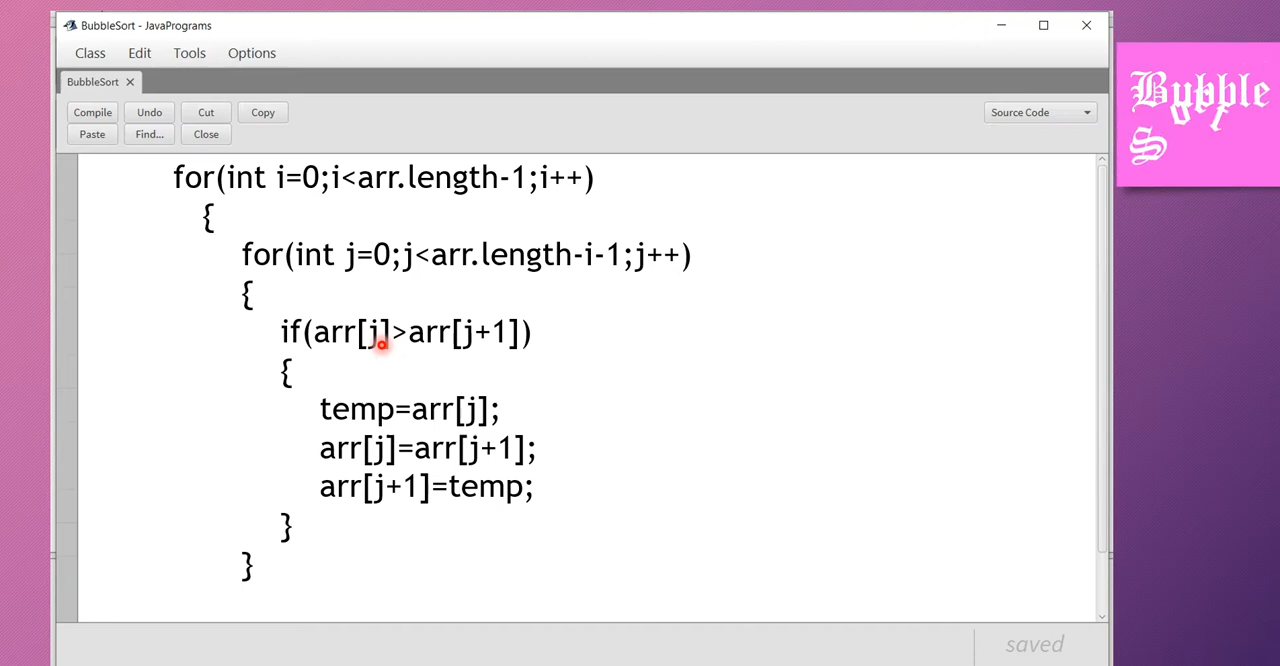 BubbleSort - JavaPrograms
Class Edit Tools Options
BubbleSort
Compile Undo Cut Copy Source Code
Paste Find... Close
for(int i=0;i<arr.length-1;i++)
{
for(int j=0;j<arr.length-i-1;j++)
{
if(arr[j]>arr[j+1])
{
temp=arr[j];
arr[j]=arr[j+1];
arr[j+1]=temp;
}
}
saved
Bubble
S